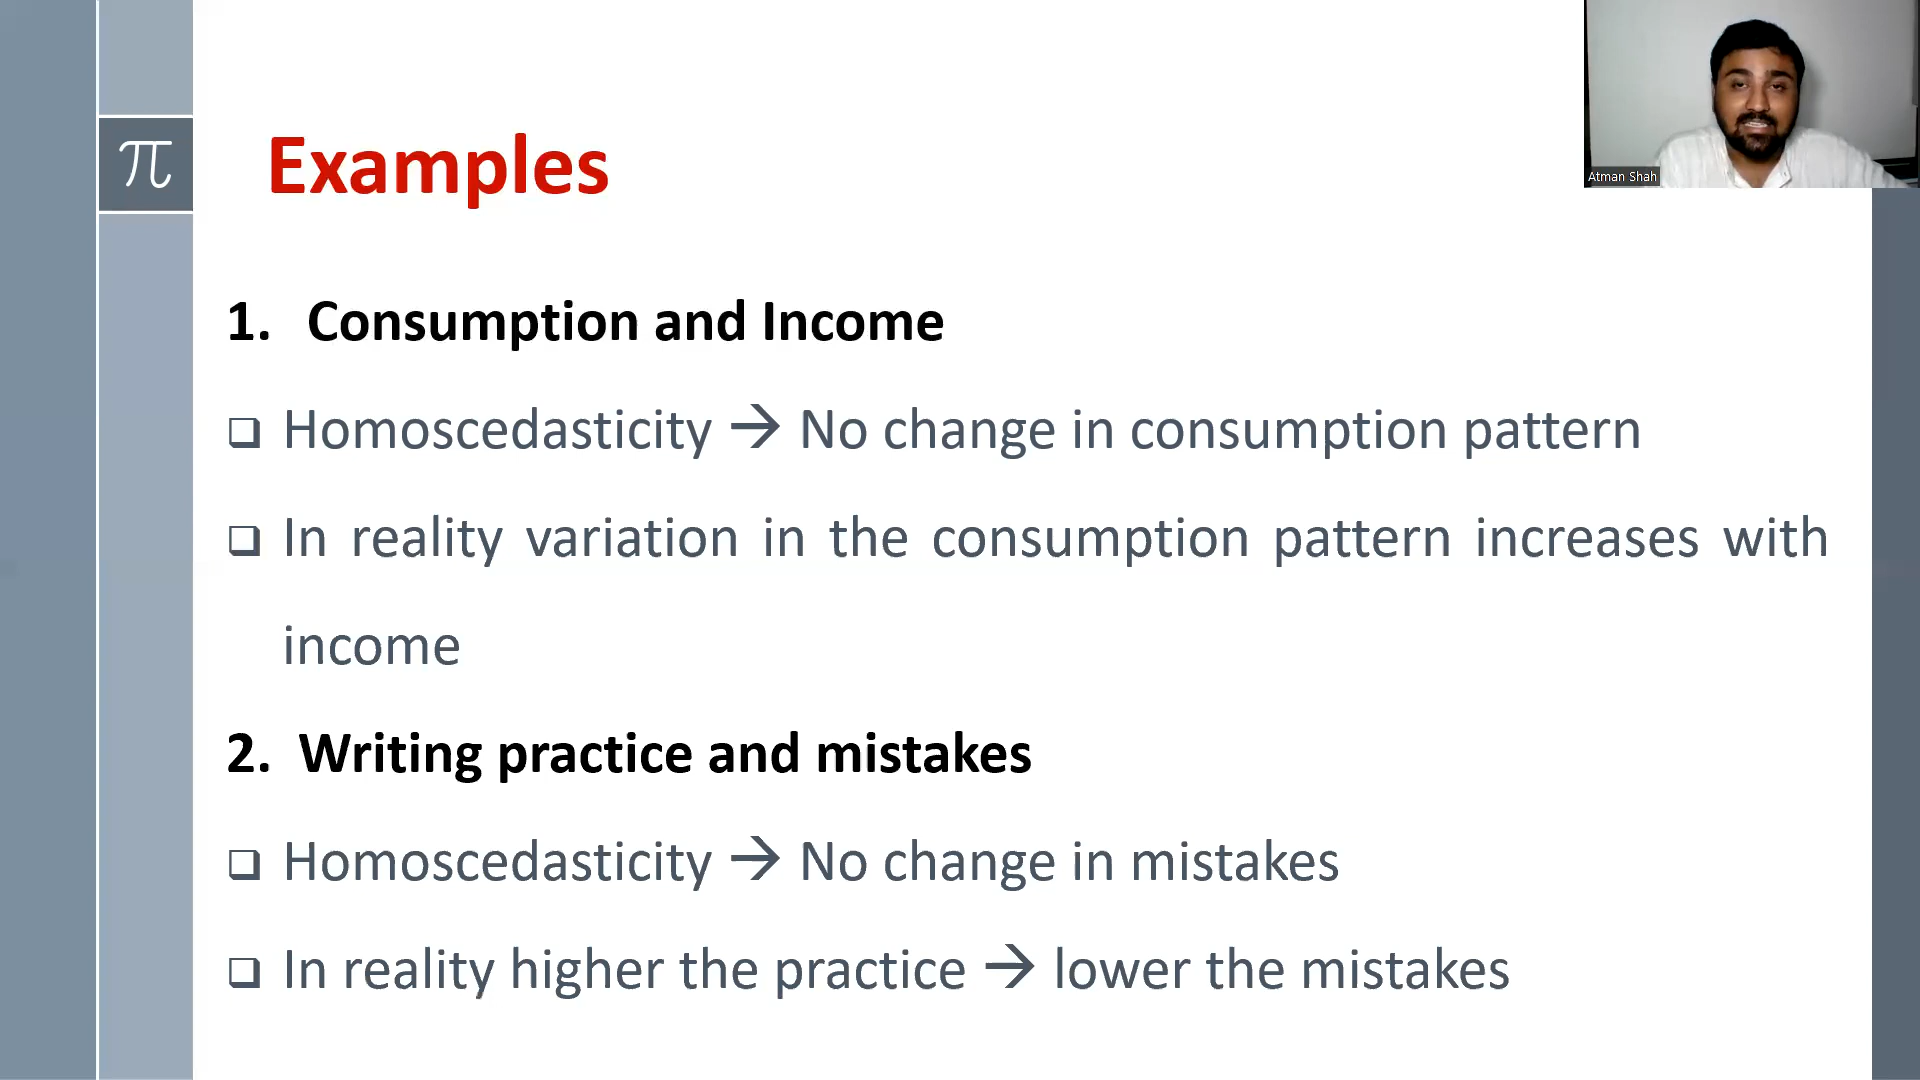 π
Examples
Atman Shah
1. Consumption and Income
❑ Homoscedasticity → No change in consumption pattern
❑ In reality variation in the consumption pattern increases with
income
2. Writing practice and mistakes
❑ Homoscedasticity → No change in mistakes
❑ In reality higher the practice → lower the mistakes